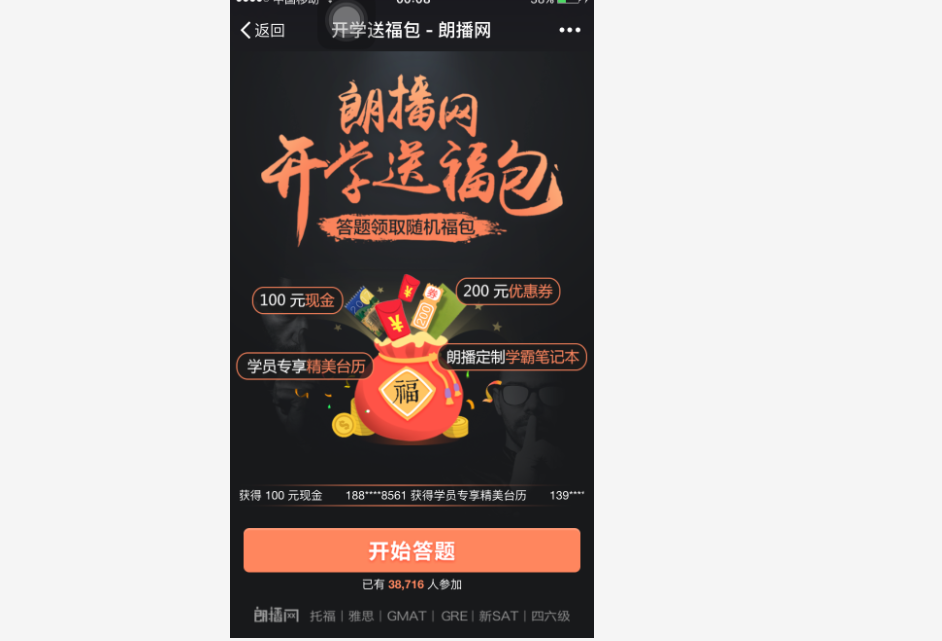 中国移动 00:08 38%
返回 开学送福包 - 朗播网
朗播网
开学送福包
答题领取随机福包
100 元现金
200 元优惠券
券
200
学员专享精美台历
朗播定制学霸笔记本
福
获得 100 元现金 188****8561 获得学员专享精美台历 139****
开始答题
已有 38,716 人参加
朗播网 托福 | 雅思 | GMAT | GRE | 新SAT | 四六级